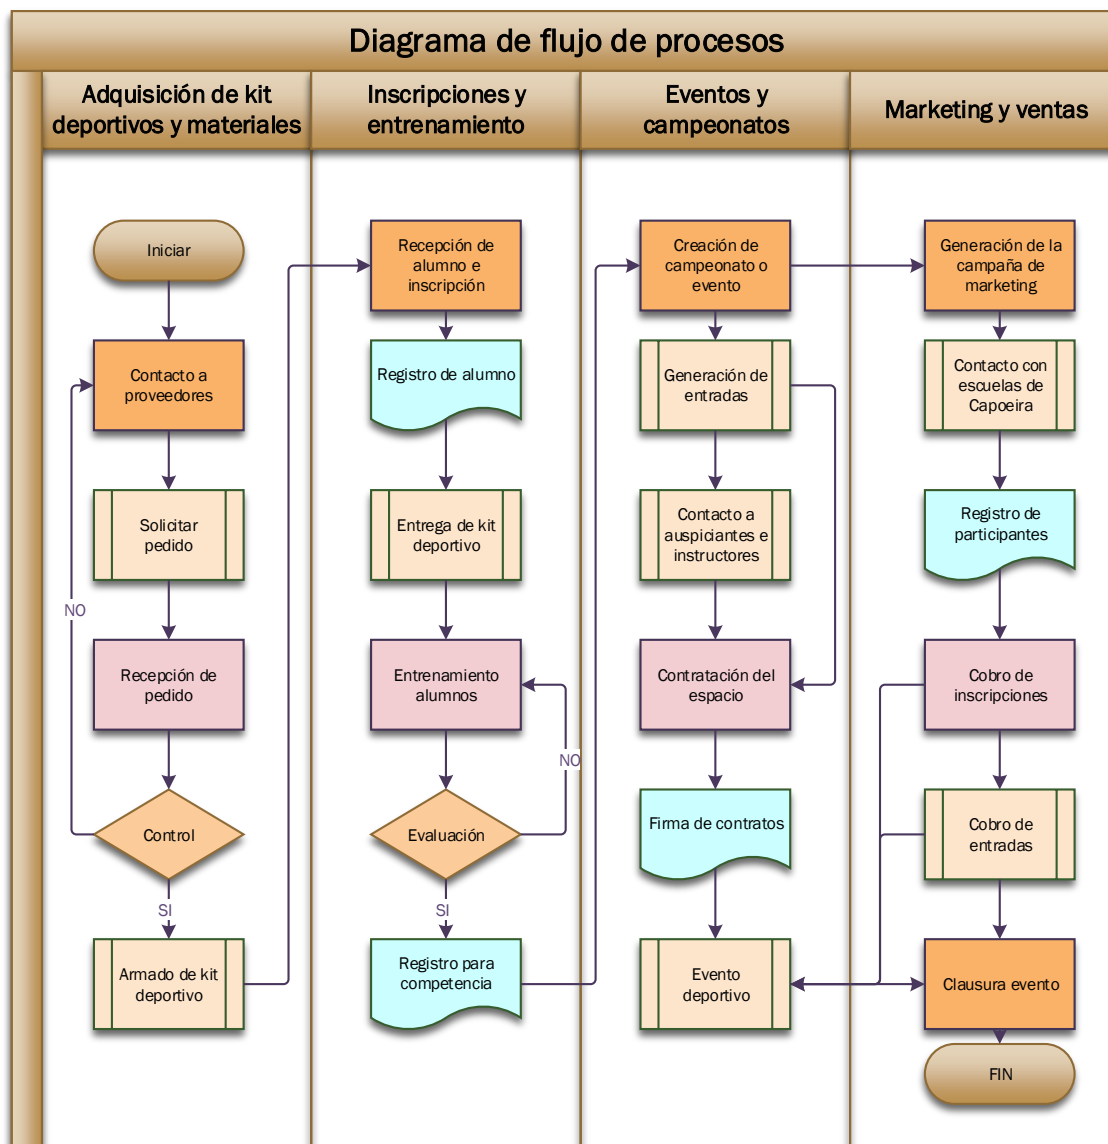 Diagrama de flujo de procesos
Adquisición de kit
deportivos y materiales
Inscripciones y
entrenamiento
Eventos y
campeonatos
Marketing y ventas
Iniciar
Contacto a
proveedores
Solicitar
pedido
NO
Recepción de
pedido
Control
SI
Armado de kit
deportivo
Recepción de
alumno e
inscripción
Registro de alumno
Entrega de kit
deportivo
Entrenamiento
alumnos
NO
Evaluación
SI
Registro para
competencia
Creación de
campeonato o
evento
Generación de
entradas
Contacto a
auspiciantes e
instructores
Contratación del
espacio
Firma de contratos
Evento
deportivo
Generación de la
campaña de
marketing
Contacto con
escuelas de
Capoeira
Registro de
participantes
Cobro de
inscripciones
Cobro de
entradas
Clausura evento
FIN